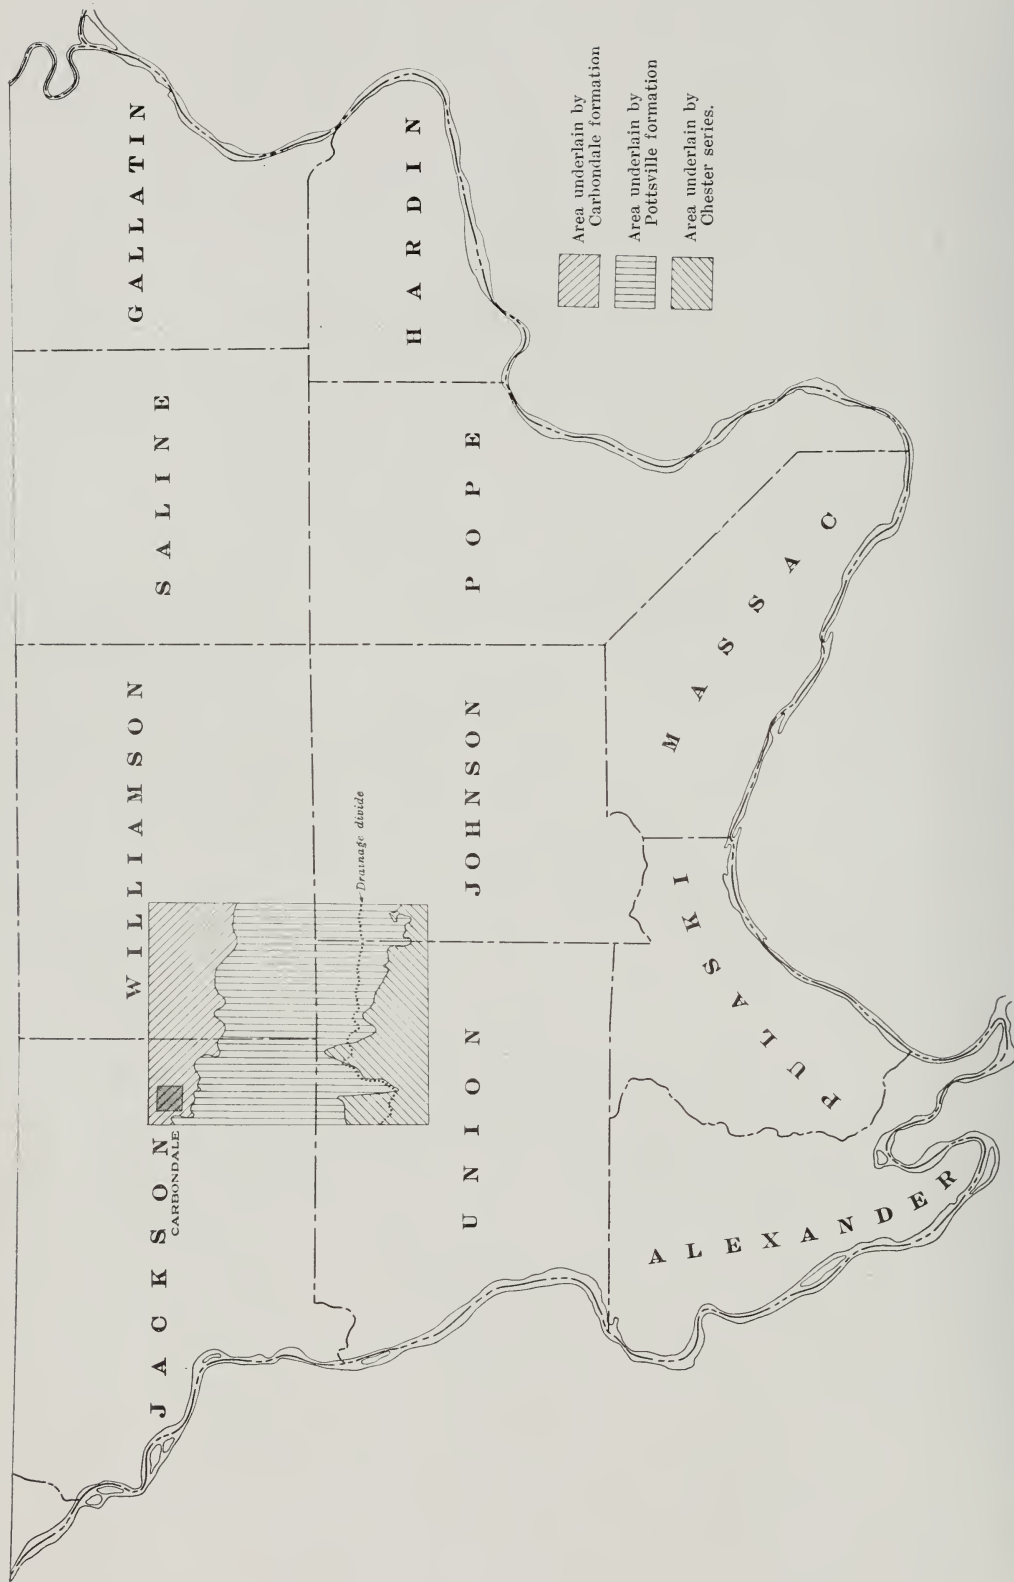 GALLATIN
SALINE
WILLIAMSON
JACKSON
CARBONDALE
HARDIN
POPE
JOHNSON
UNION
Drainage divide
MASSAC
PULASKI
ALEXANDER
Area underlain by
Carbondale formation
Area underlain by
Pottsville formation
Area underlain by
Chester series.